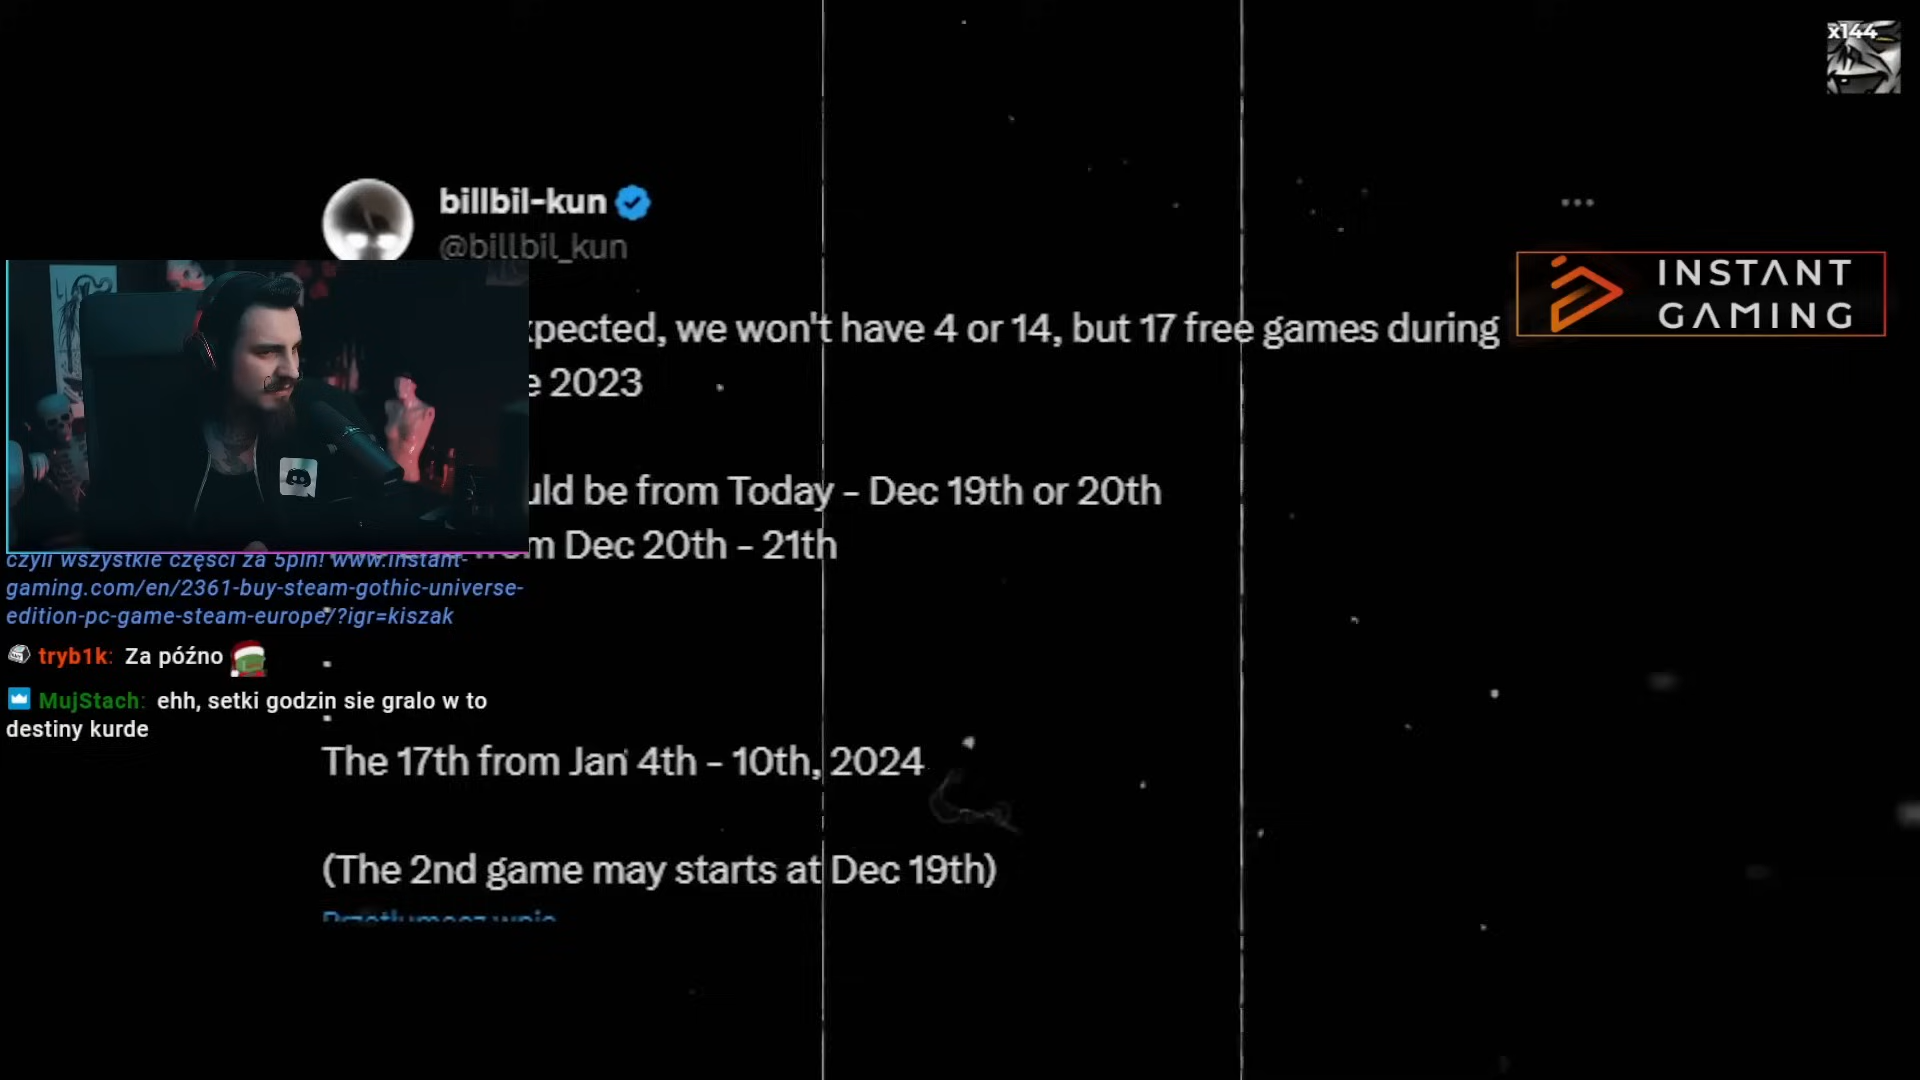 x144
billbil-kun
@billbil_kun
INSTANT
GAMING
xpected, we won't have 4 or 14, but 17 free games during
e 2023
uld be from Today - Dec 19th or 20th
m Dec 20th - 21th
czyli wszystkie części za 5pln! www.instant-
gaming.com/en/2361-buy-steam-gothic-universe-
edition-pc-game-steam-europe/?igr=kiszak
tryb1k: Za późno
MujStach: ehh, setki godzin sie gralo w to
destiny kurde
The 17th from Jan 4th - 10th, 2024
(The 2nd game may starts at Dec 19th)
Przetłumacz wpis